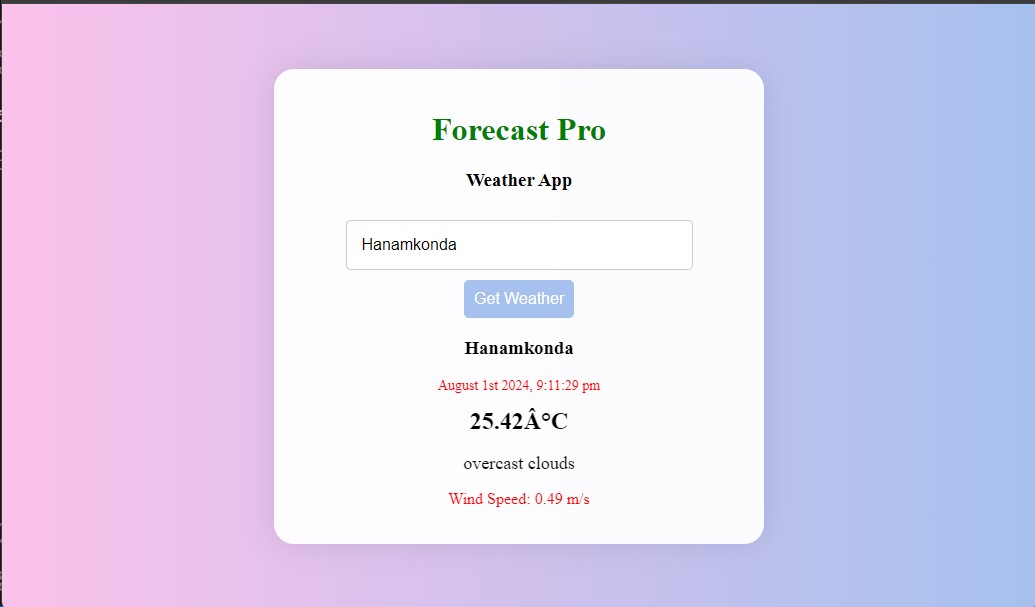 Forecast Pro
Weather App
Hanamkonda
Get Weather
Hanamkonda
August 1st 2024, 9:11:29 pm
25.42Â°C
overcast clouds
Wind Speed: 0.49 m/s